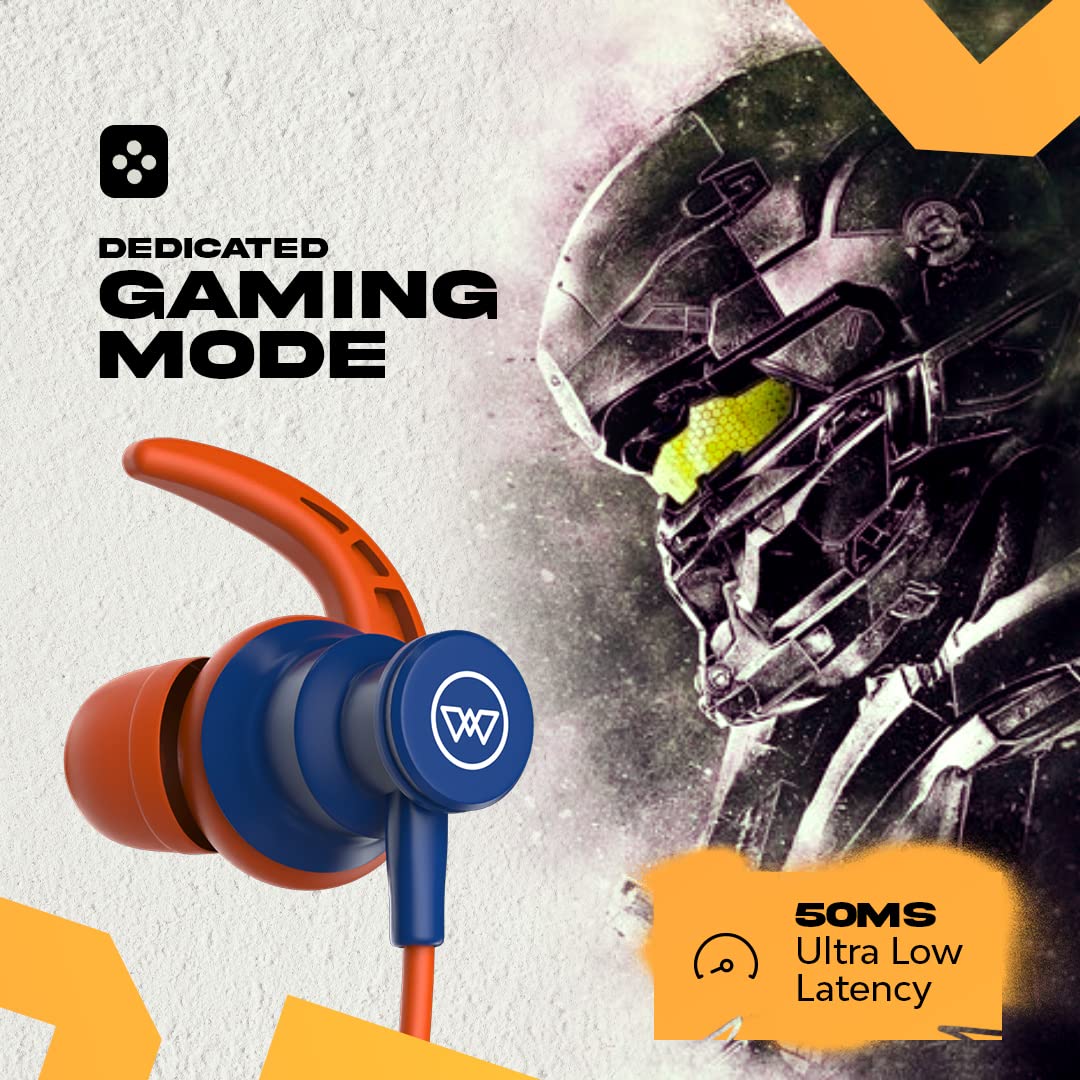 DEDICATED
GAMING
MODE
50MS
Ultra Low
Latency